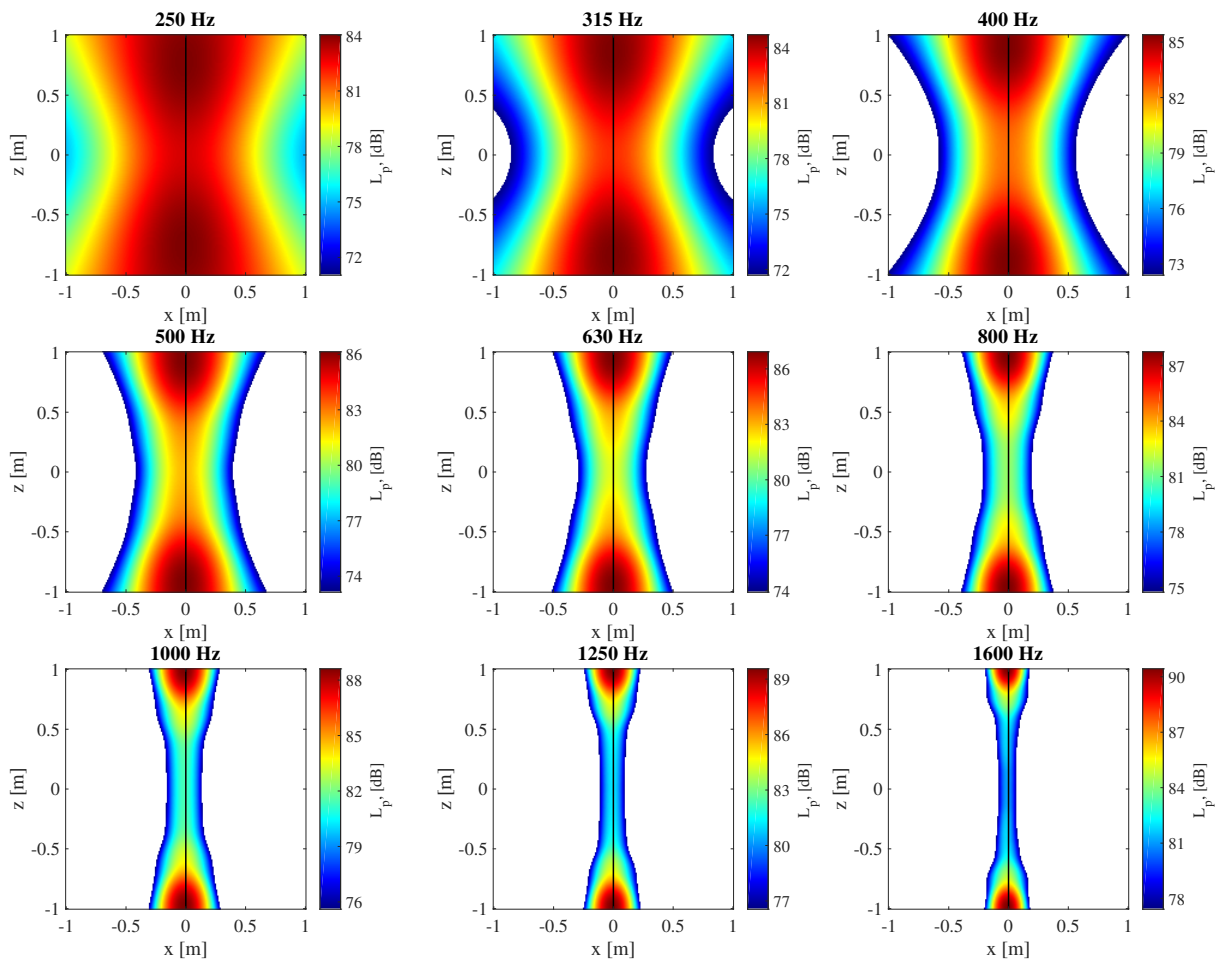 250 Hz
315 Hz
400 Hz
1
0.5
0
-0.5
-1
z [m]
-1 -0.5 0 0.5 1
x [m]
84
81
78
75
72
L_p, [dB]
1
0.5
0
-0.5
-1
z [m]
-1 -0.5 0 0.5 1
x [m]
84
81
78
75
72
L_p, [dB]
1
0.5
0
-0.5
-1
z [m]
-1 -0.5 0 0.5 1
x [m]
85
82
79
76
73
L_p, [dB]
500 Hz
630 Hz
800 Hz
1
0.5
0
-0.5
-1
z [m]
-1 -0.5 0 0.5 1
x [m]
86
83
80
77
74
L_p, [dB]
1
0.5
0
-0.5
-1
z [m]
-1 -0.5 0 0.5 1
x [m]
86
83
80
77
74
L_p, [dB]
1
0.5
0
-0.5
-1
z [m]
-1 -0.5 0 0.5 1
x [m]
87
84
81
78
75
L_p, [dB]
1000 Hz
1250 Hz
1600 Hz
1
0.5
0
-0.5
-1
z [m]
-1 -0.5 0 0.5 1
x [m]
88
85
82
79
76
L_p, [dB]
1
0.5
0
-0.5
-1
z [m]
-1 -0.5 0 0.5 1
x [m]
89
86
83
80
77
L_p, [dB]
1
0.5
0
-0.5
-1
z [m]
-1 -0.5 0 0.5 1
x [m]
90
87
84
81
78
L_p, [dB]